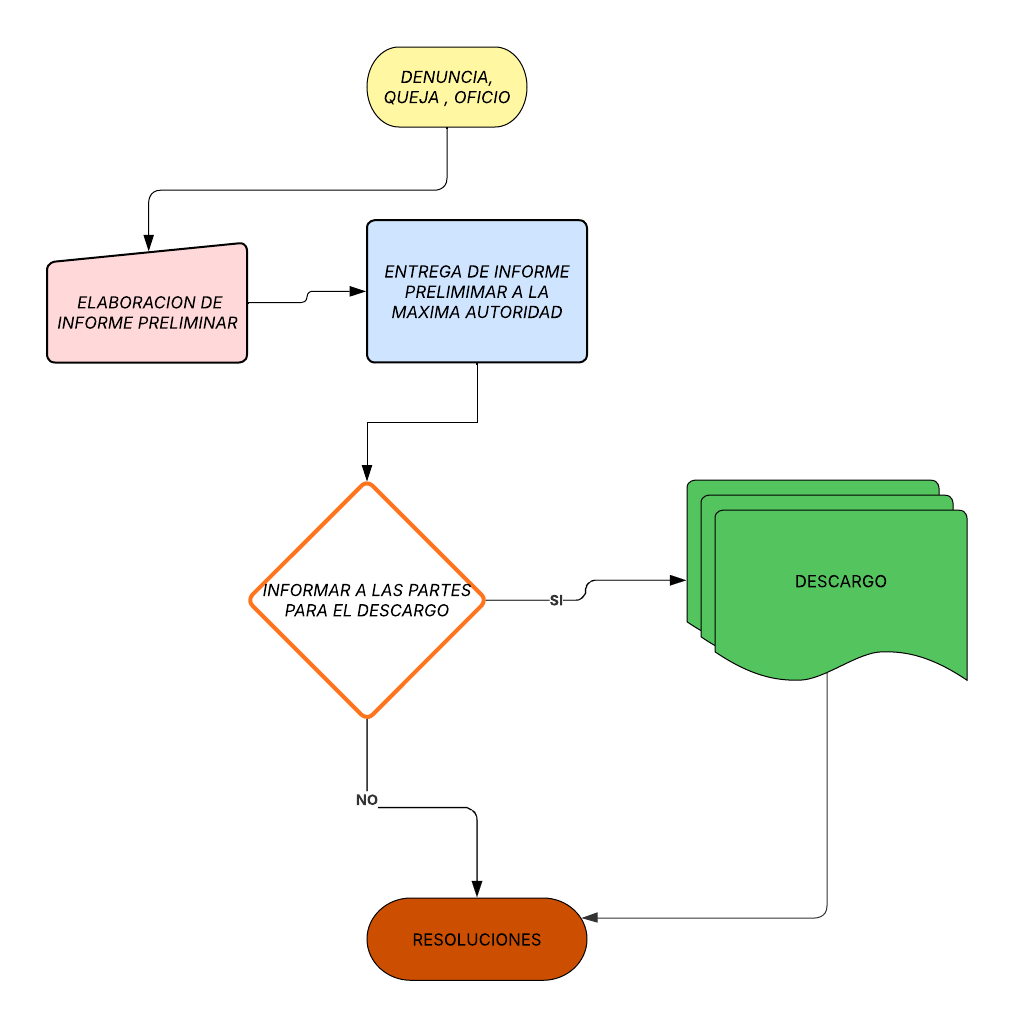 DENUNCIA,
QUEJA , OFICIO
ELABORACION DE
INFORME PRELIMINAR
ENTREGA DE INFORME
PRELIMIMAR A LA
MAXIMA AUTORIDAD
INFORMAR A LAS PARTES
PARA EL DESCARGO
SI
DESCARGO
NO
RESOLUCIONES